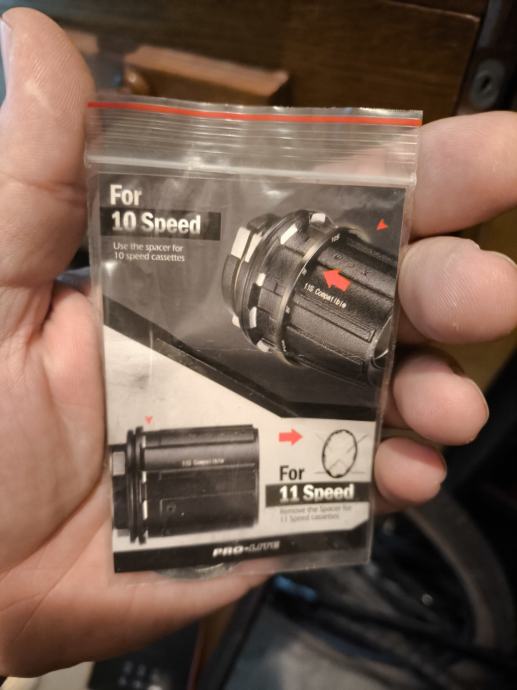 For
10 Speed
Use the spacer for
10 speed cassettes
11S Compatible
11S Compatible
For
11 Speed
Remove the Spacer for
11 Speed cassettes
PRO-LITE